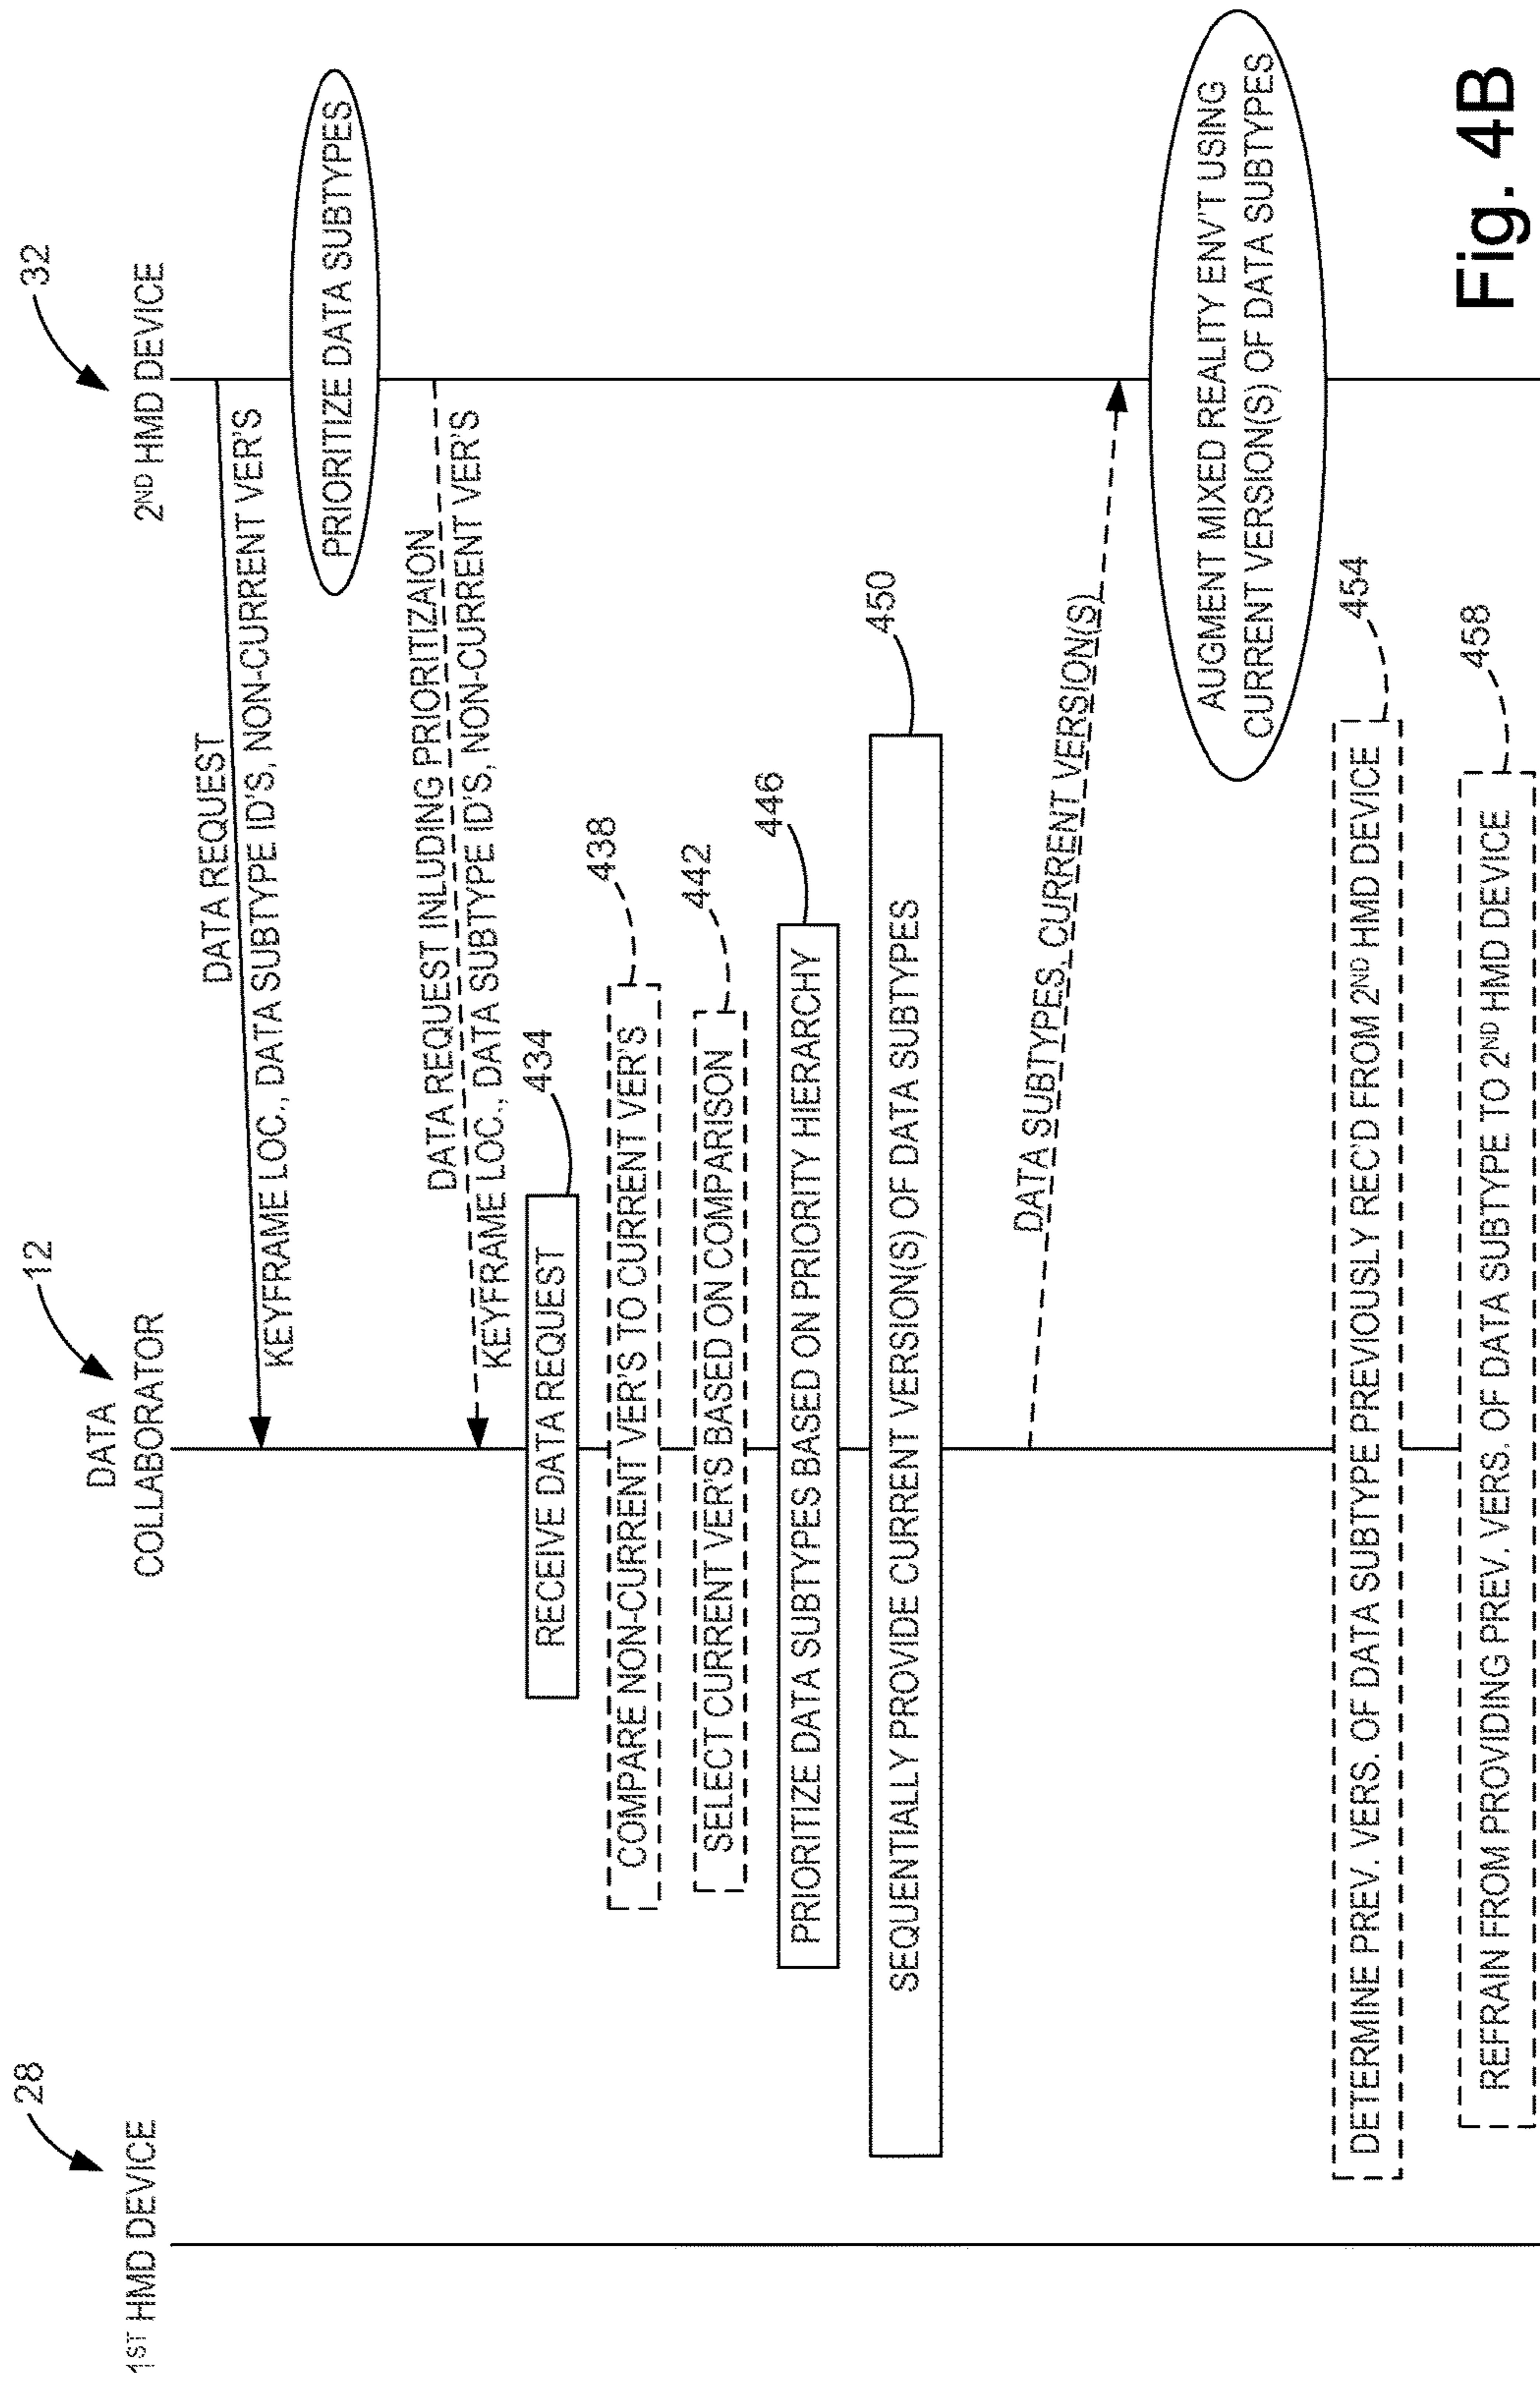 28
12
32
1ST HMD DEVICE
DATA
COLLABORATOR
2ND HMD DEVICE
DATA REQUEST
KEYFRAME LOC., DATA SUBTYPE ID'S, NON-CURRENT VER'S
PRIORITIZE DATA SUBTYPES
DATA REQUEST INLUDING PRIORITIZAION
KEYFRAME LOC., DATA SUBTYPE ID'S, NON-CURRENT VER'S
434
RECEIVE DATA REQUEST
438
COMPARE NON-CURRENT VER'S TO CURRENT VER'S
442
SELECT CURRENT VER'S BASED ON COMPARISON
446
PRIORITIZE DATA SUBTYPES BASED ON PRIORITY HIERARCHY
450
SEQUENTIALLY PROVIDE CURRENT VERSION(S) OF DATA SUBTYPES
DATA SUBTYPES, CURRENT VERSION(S)
AUGMENT MIXED REALITY ENV'T USING
CURRENT VERSION(S) OF DATA SUBTYPES
454
DETERMINE PREV. VERS. OF DATA SUBTYPE PREVIOUSLY REC'D FROM 2ND HMD DEVICE
458
REFRAIN FROM PROVIDING PREV. VERS. OF DATA SUBTYPE TO 2ND HMD DEVICE
Fig. 4B